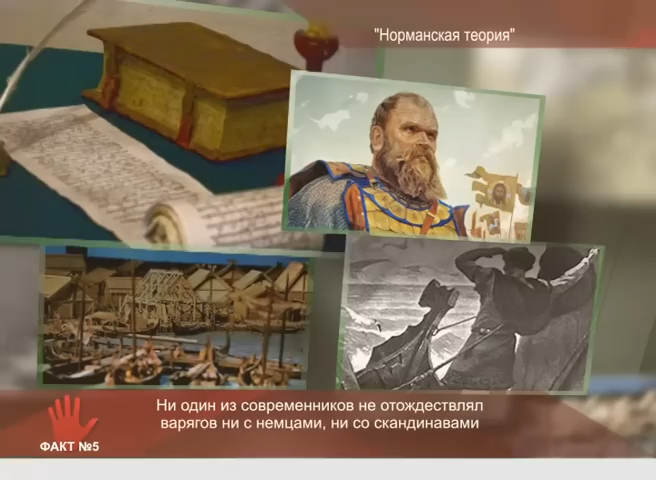 "Норманская теория"
Ни один из современников не отождествлял
варягов ни с немцами, ни со скандинавами
ФАКТ №5